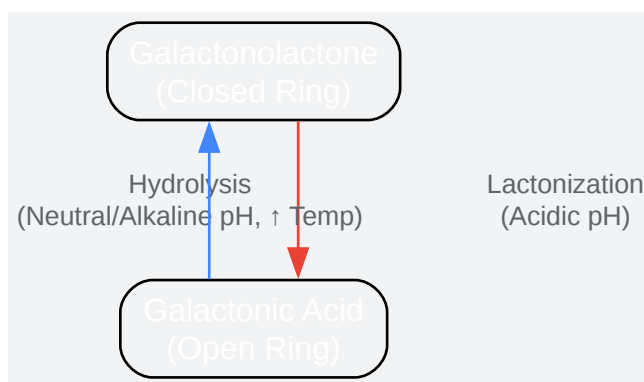 Galactonolactone
(Closed Ring)
Hydrolysis
(Neutral/Alkaline pH, ↑ Temp)
Lactonization
(Acidic pH)
Galactonic Acid
(Open Ring)